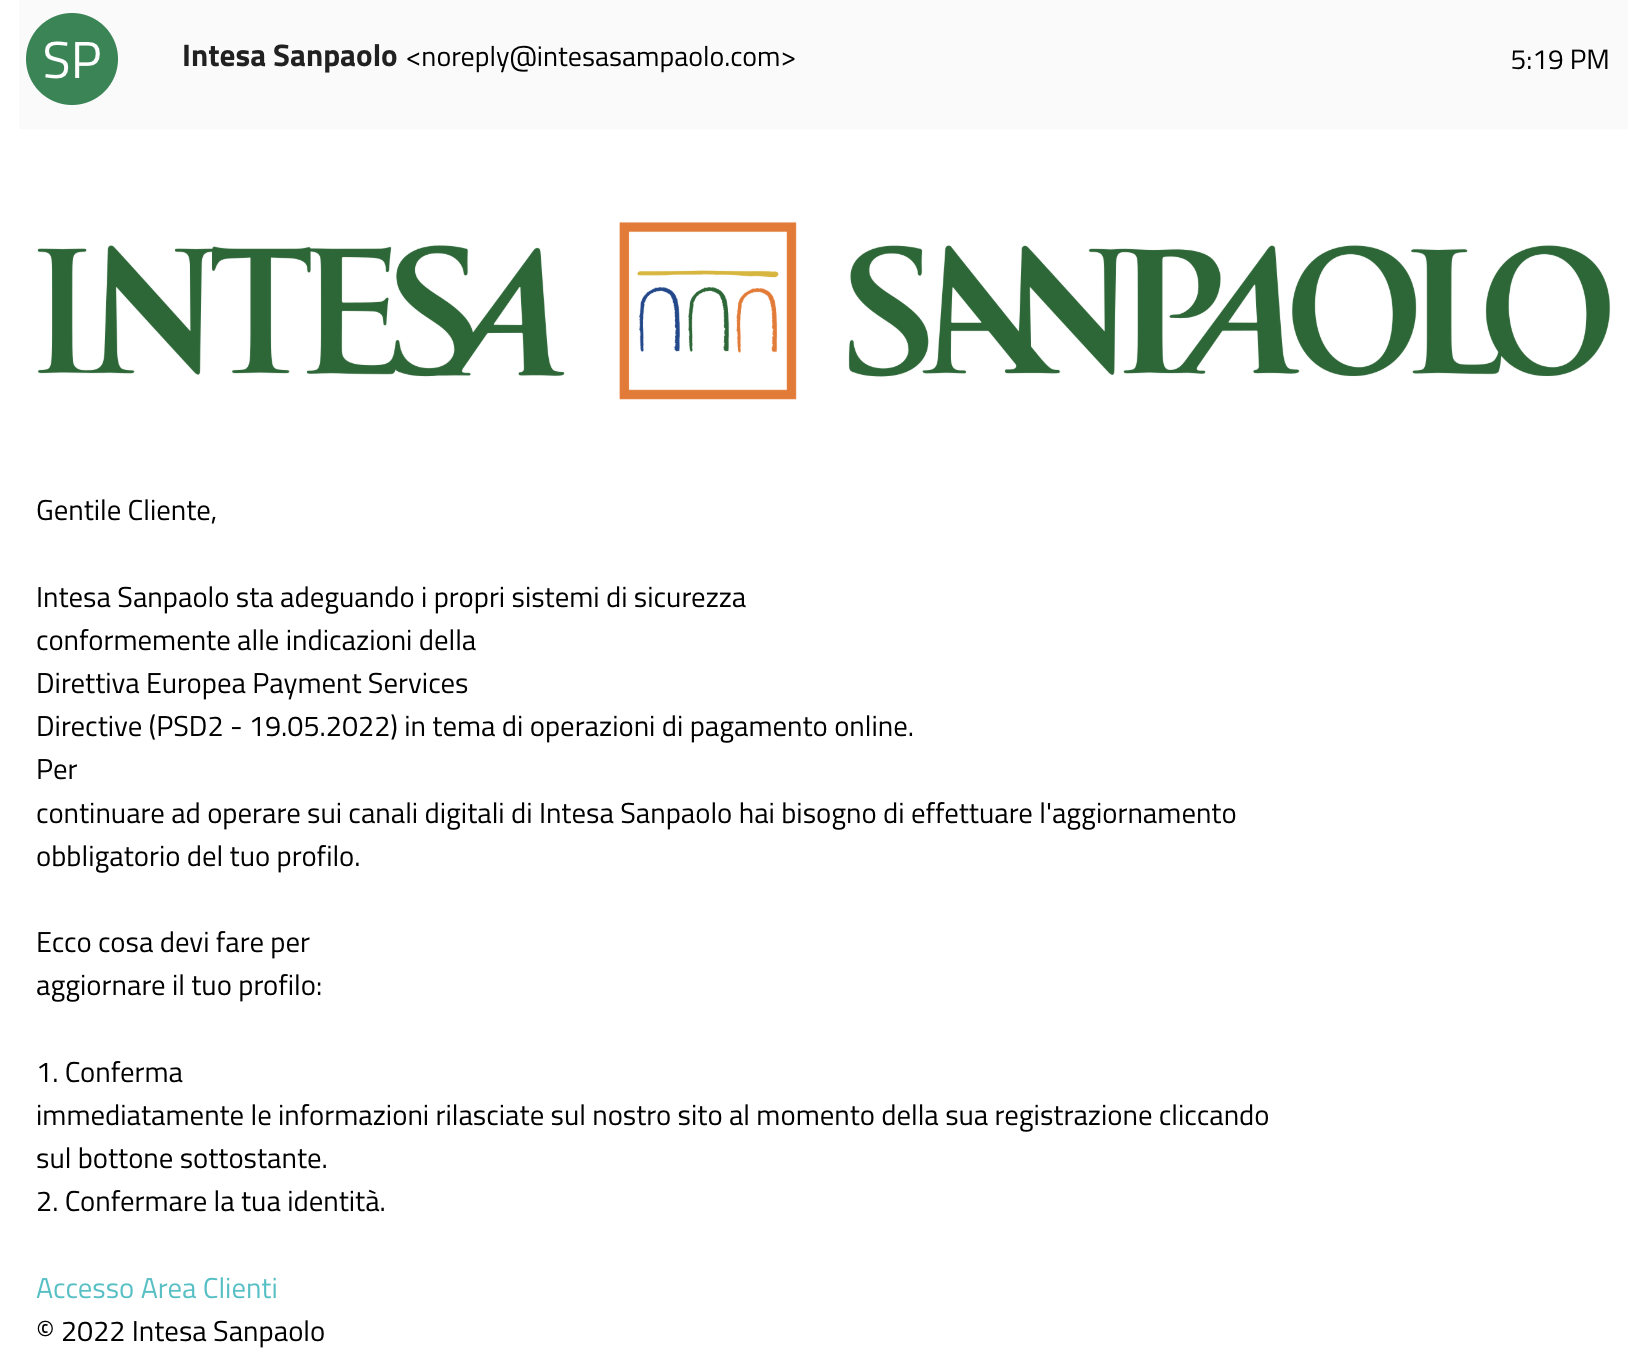 SP
Intesa Sanpaolo <noreply@intesasampaolo.com>
5:19 PM
INTESA SANPAOLO
Gentile Cliente,
Intesa Sanpaolo sta adeguando i propri sistemi di sicurezza
conformemente alle indicazioni della
Direttiva Europea Payment Services
Directive (PSD2 - 19.05.2022) in tema di operazioni di pagamento online.
Per
continuare ad operare sui canali digitali di Intesa Sanpaolo hai bisogno di effettuare l'aggiornamento
obbligatorio del tuo profilo.
Ecco cosa devi fare per
aggiornare il tuo profilo:
1. Conferma
immediatamente le informazioni rilasciate sul nostro sito al momento della sua registrazione cliccando
sul bottone sottostante.
2. Confermare la tua identità.
Accesso Area Clienti
© 2022 Intesa Sanpaolo